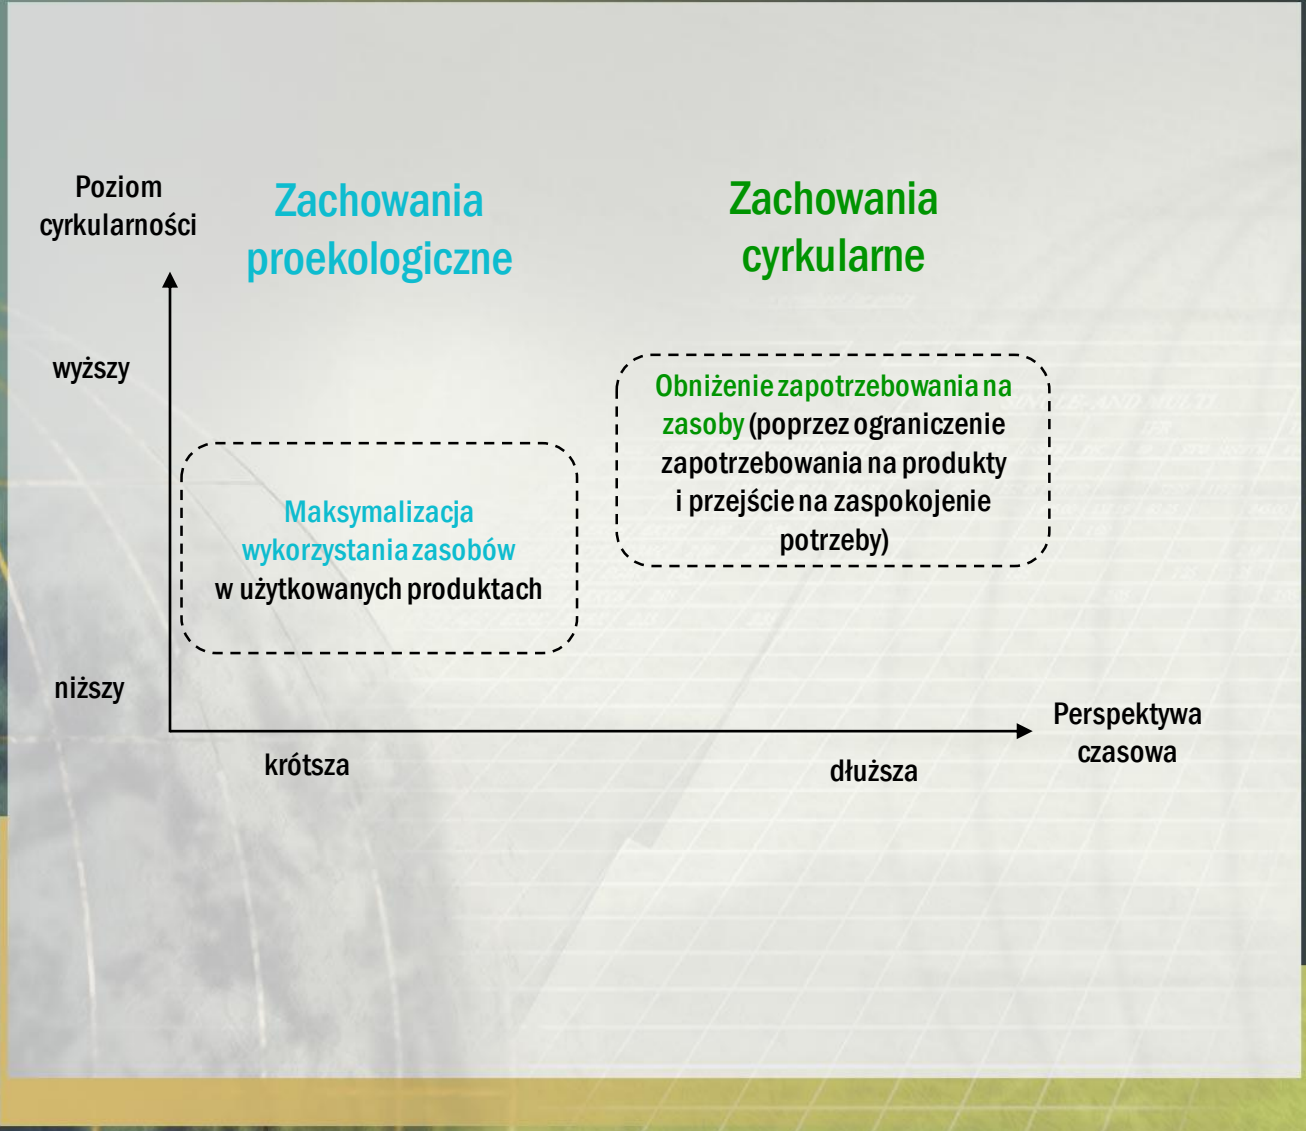 Poziom
cyrkularności
Zachowania
proekologiczne
Zachowania
cyrkularne
wyższy
Obniżenie zapotrzebowania na
zasoby (poprzez ograniczenie
zapotrzebowania na produkty
i przejście na zaspokojenie
potrzeby)
Maksymalizacja
wykorzystania zasobów
w użytkowanych produktach
niższy
Perspektywa
czasowa
krótsza
dłuższa